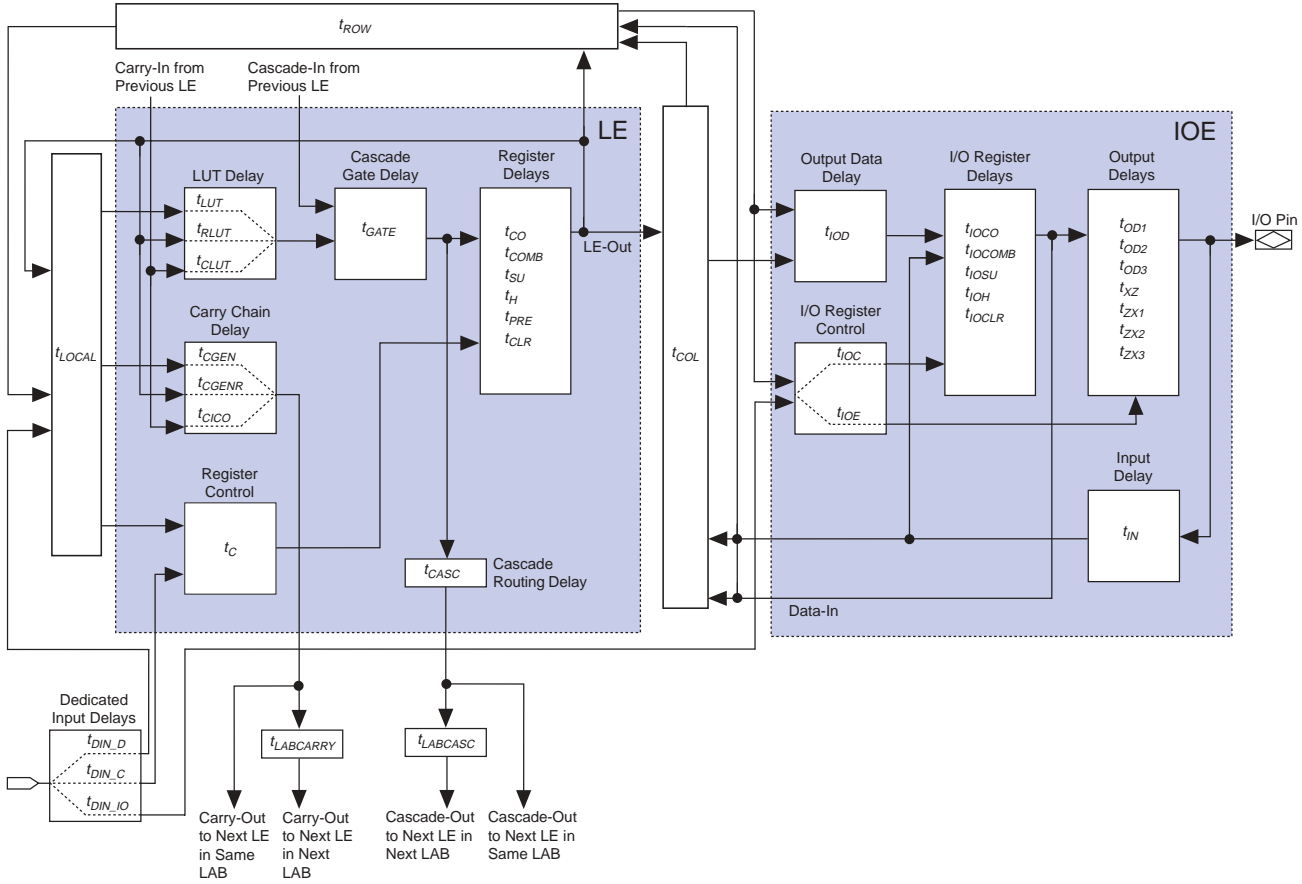 tROW
Carry-In from
Previous LE
Cascade-In from
Previous LE
LE
IOE
LUT Delay
Cascade
Gate Delay
Register
Delays
Output Data
Delay
I/O Register
Delays
Output
Delays
I/O Pin
tLUT
tRLUT
tCLUT
tGATE
tCO
tCOMB
tSU
tH
tPRE
tCLR
LE-Out
tIOD
tIOCO
tIOCOMB
tIOSU
tIOH
tIOCLR
tOD1
tOD2
tOD3
tXZ
tZX1
tZX2
tZX3
Carry Chain
Delay
tLOCAL
tCGEN
tCGENR
tCICO
tCOL
I/O Register
Control
tIOC
tIOE
Register
Control
tC
Input
Delay
tIN
tCASC
Cascade
Routing Delay
Data-In
Dedicated
Input Delays
tDIN_D
tDIN_C
tDIN_IO
tLABCARRY
tLABCASC
Carry-Out
to Next LE
in Same
LAB
Carry-Out
to Next LE
in Next
LAB
Cascade-Out
to Next LE in
Next LAB
Cascade-Out
to Next LE in
Same LAB